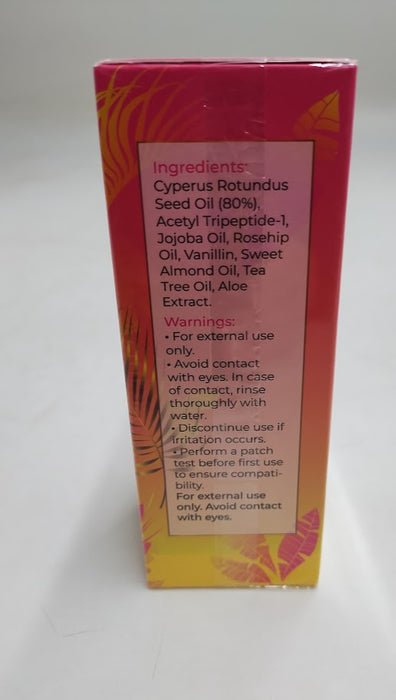 Ingredients:
Cyperus Rotundus
Seed Oil (80%),
Acetyl Tripeptide-1,
Jojoba Oil, Rosehip
Oil, Vanillin, Sweet
Almond Oil, Tea
Tree Oil, Aloe
Extract.
Warnings:
• For external use
only.
• Avoid contact
with eyes. In case
of contact, rinse
thoroughly with
water.
• Discontinue use if
irritation occurs.
• Perform a patch
test before first use
to ensure compati-
bility.
For external use
only. Avoid contact
with eyes.